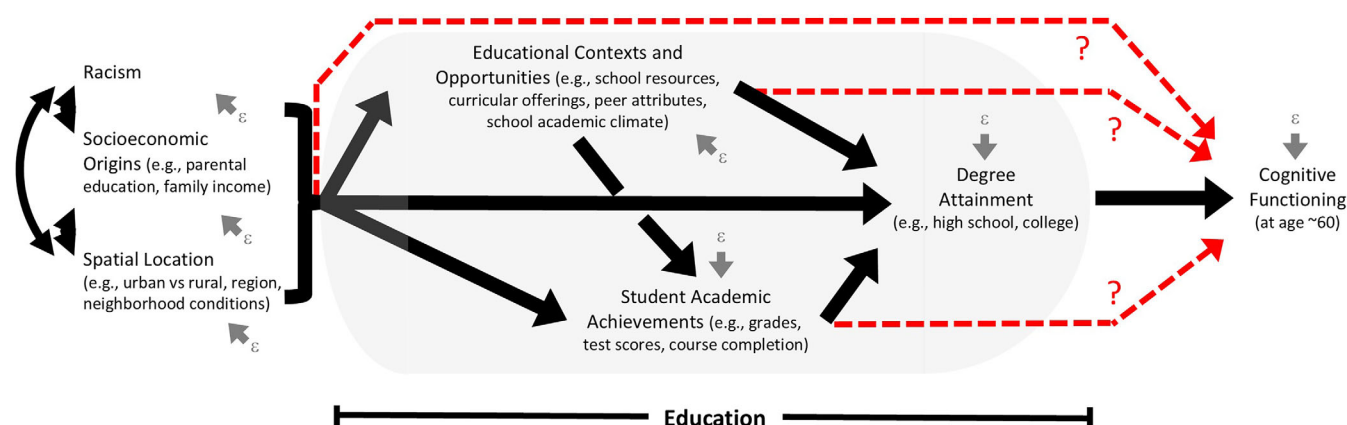 Racism
ε
Socioeconomic
Origins (e.g., parental
education, family income)
ε
Spatial Location
(e.g., urban vs rural, region,
neighborhood conditions)
ε
Educational Contexts and
Opportunities (e.g., school resources,
curricular offerings, peer attributes,
school academic climate)
ε
ε
Student Academic
Achievements (e.g., grades,
test scores, course completion)
ε
Degree
Attainment
(e.g., high school, college)
?
?
?
ε
Cognitive
Functioning
(at age ~60)
Education